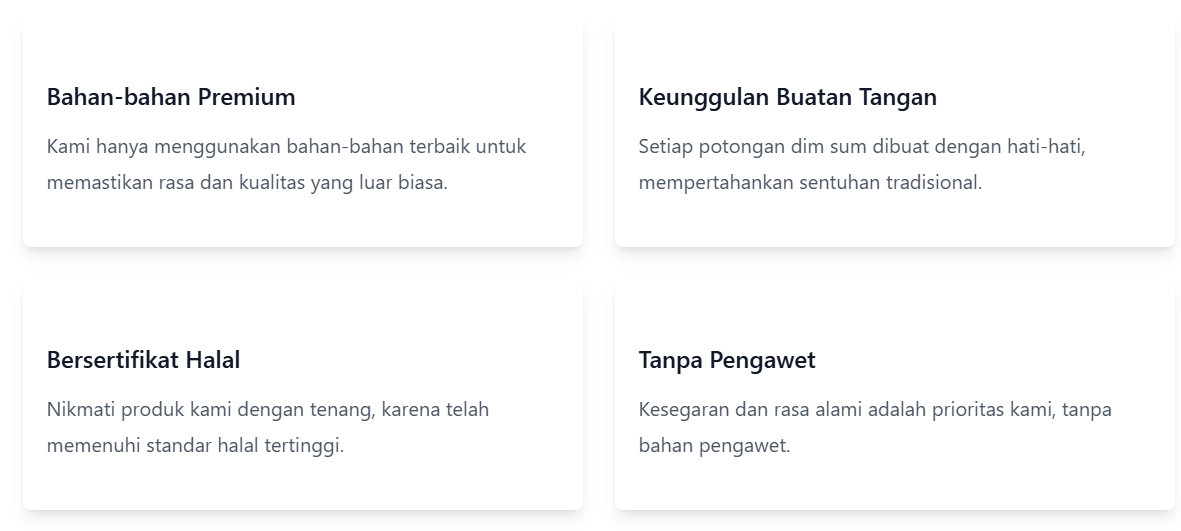 Bahan-bahan Premium
Kami hanya menggunakan bahan-bahan terbaik untuk
memastikan rasa dan kualitas yang luar biasa.
Keunggulan Buatan Tangan
Setiap potongan dim sum dibuat dengan hati-hati,
mempertahankan sentuhan tradisional.
Bersertifikat Halal
Nikmati produk kami dengan tenang, karena telah
memenuhi standar halal tertinggi.
Tanpa Pengawet
Kesegaran dan rasa alami adalah prioritas kami, tanpa
bahan pengawet.